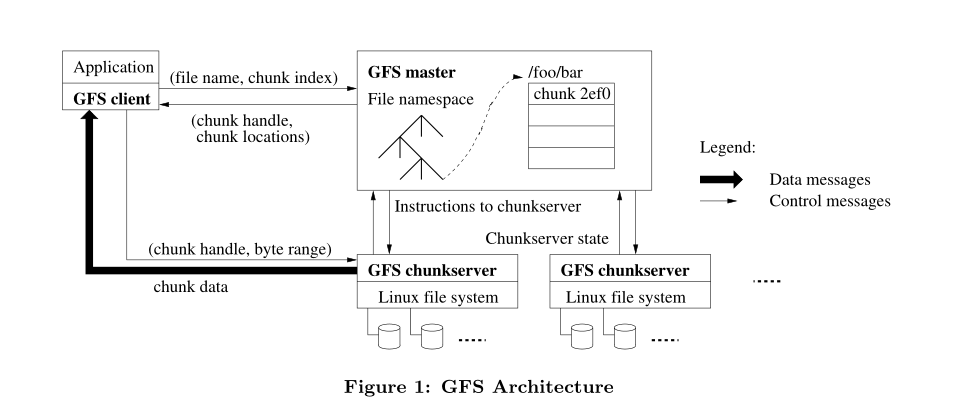 Application
GFS client
(file name, chunk index)
(chunk handle,
chunk locations)
GFS master
File namespace
/foo/bar
chunk 2ef0
Legend:
Data messages
Control messages
Instructions to chunkserver
Chunkserver state
(chunk handle, byte range)
chunk data
GFS chunkserver
Linux file system
GFS chunkserver
Linux file system
Figure 1: GFS Architecture